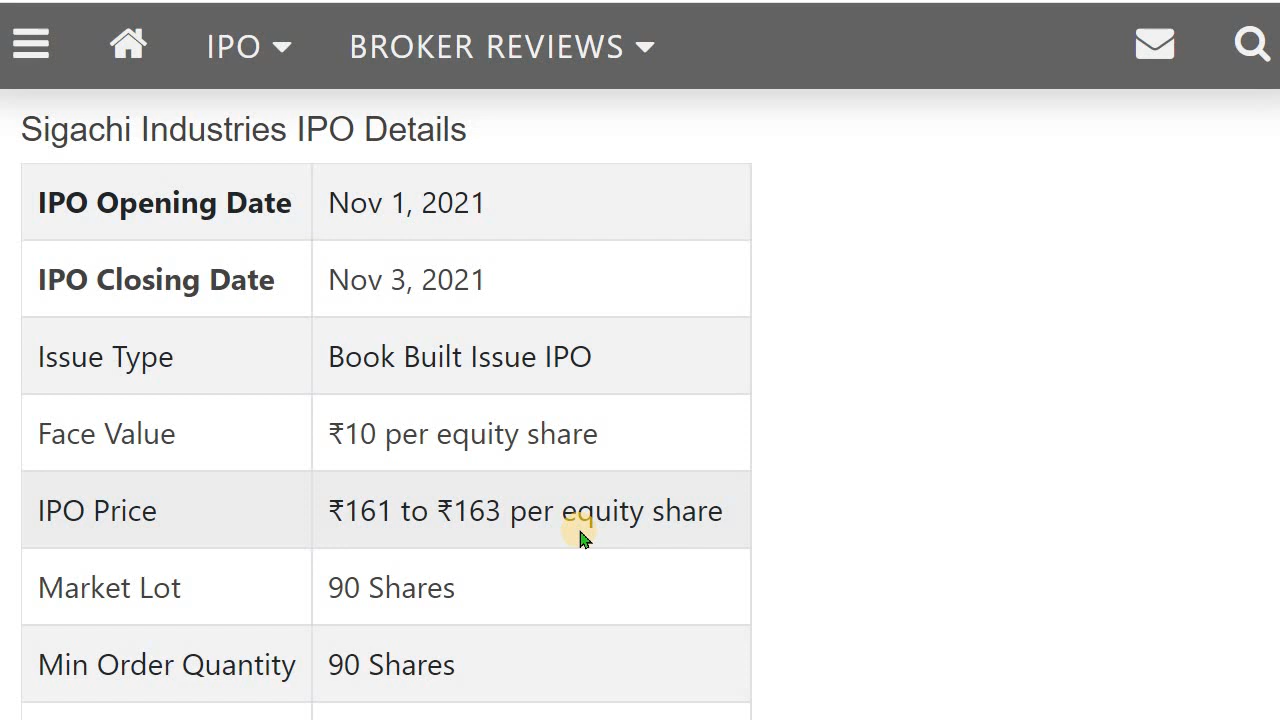 IPO BROKER REVIEWS
Sigachi Industries IPO Details
IPO Opening Date Nov 1, 2021
IPO Closing Date Nov 3, 2021
Issue Type Book Built Issue IPO
Face Value ₹10 per equity share
IPO Price ₹161 to ₹163 per equity share
Market Lot 90 Shares
Min Order Quantity 90 Shares